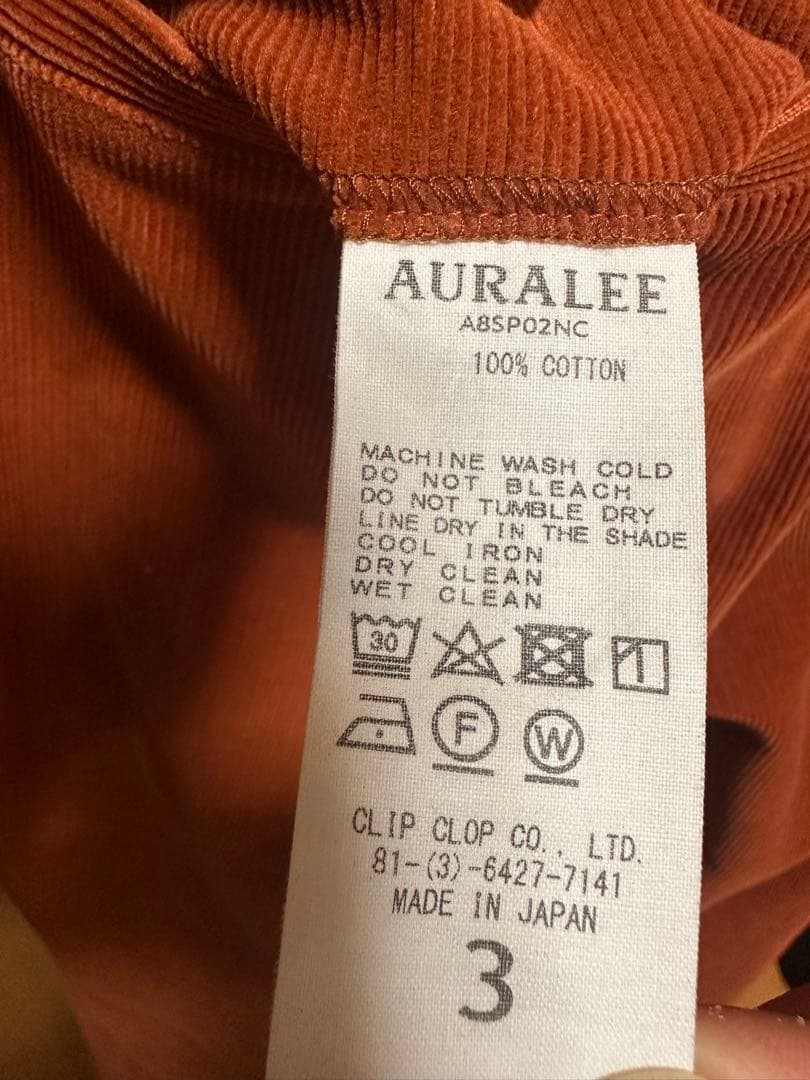 AURALEE
A8SP02NC
100% COTTON
MACHINE WASH COLD
DO NOT BLEACH
DO NOT TUMBLE DRY
LINE DRY IN THE SHADE
COOL IRON
DRY CLEAN
WET CLEAN
30
F W
CLIP CLOP CO., LTD.
81-(3)-6427-7141
MADE IN JAPAN
3